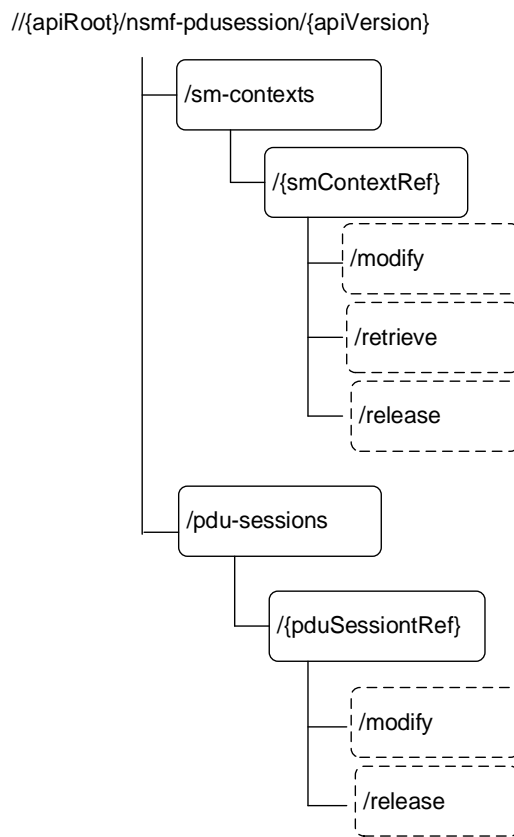 //{apiRoot}/nsmf-pdusession/{apiVersion}
/sm-contexts
/{smContextRef}
/modify
/retrieve
/release
/pdu-sessions
/{pduSessiontRef}
/modify
/release